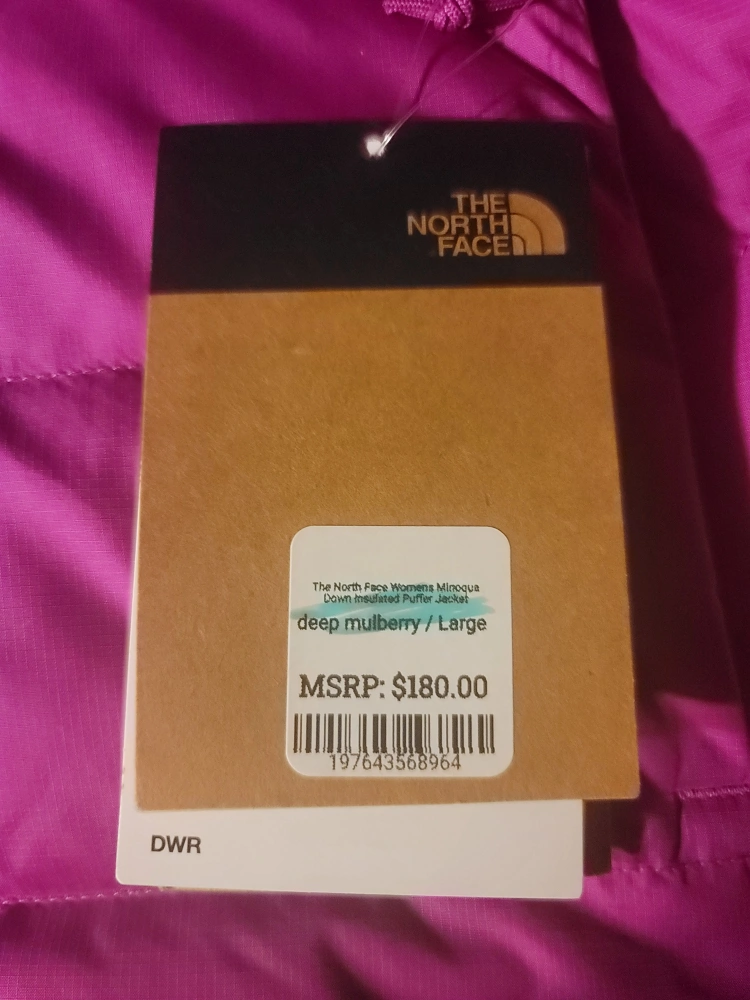 THE
NORTH
FACE
The North Face Womens Minoqua
Down Insulated Puffer Jacket
deep mulberry / Large
MSRP: $180.00
197643568964
DWR